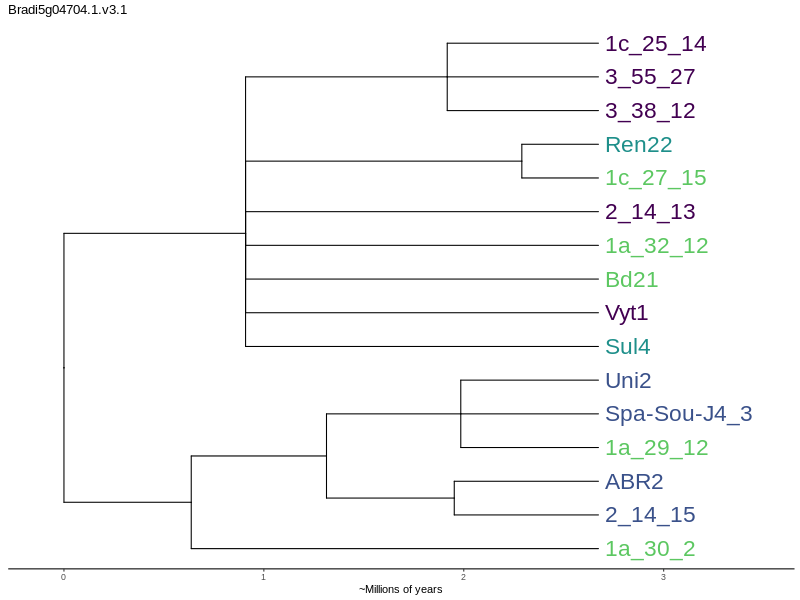 Bradi5g04704.1.v3.1
1c_25_14
3_55_27
3_38_12
Ren22
1c_27_15
2_14_13
1a_32_12
Bd21
Vyt1
Sul4
Uni2
Spa-Sou-J4_3
1a_29_12
ABR2
2_14_15
1a_30_2
0 1 2 3
~Millions of years